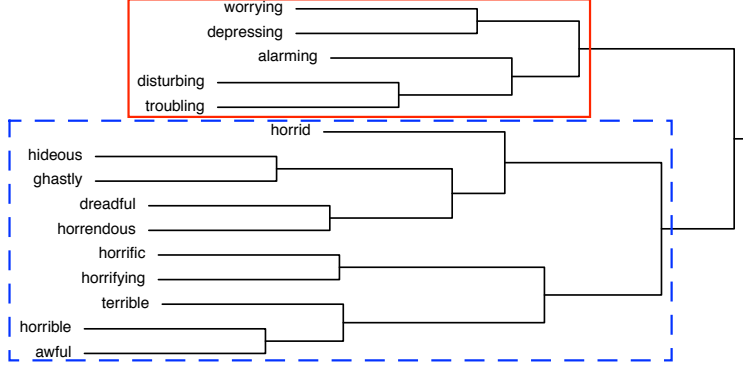 worrying
depressing
alarming
disturbing
troubling
horrid
hideous
ghastly
dreadful
horrendous
horrific
horrifying
terrible
horrible
awful